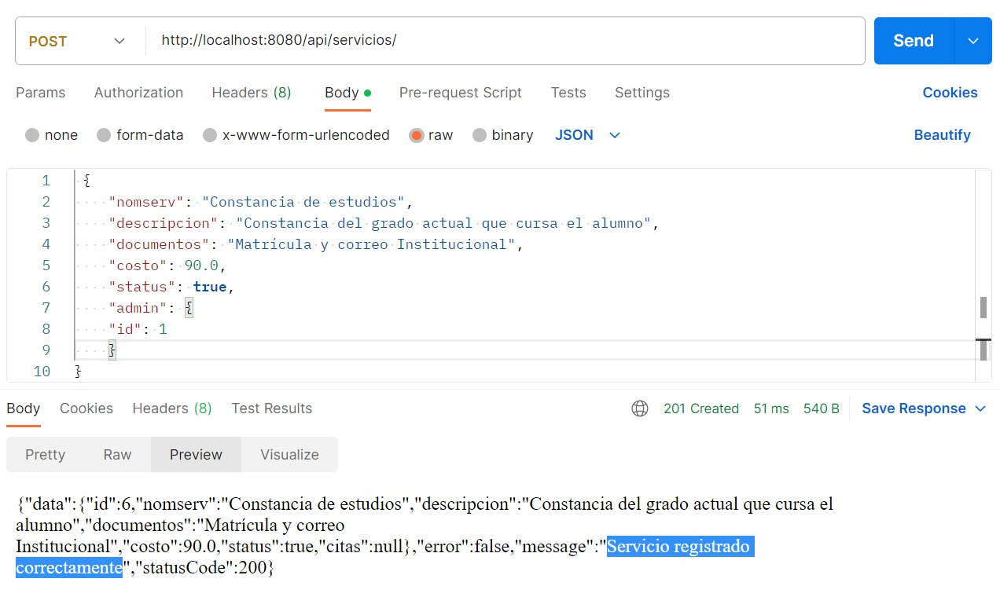 POST http://localhost:8080/api/servicios/ Send
Params Authorization Headers (8) Body Pre-request Script Tests Settings Cookies
none form-data x-www-form-urlencoded raw binary JSON Beautify
1 {
2 "nomserv": "Constancia de estudios",
3 "descripcion": "Constancia del grado actual que cursa el alumno",
4 "documentos": "Matrícula y correo Institucional",
5 "costo": 90.0,
6 "status": true,
7 "admin": {
8 "id": 1
9 }
10 }
Body Cookies Headers (8) Test Results 201 Created 51 ms 540 B Save Response
Pretty Raw Preview Visualize
{"data":{"id":6,"nomserv":"Constancia de estudios","descripcion":"Constancia del grado actual que cursa el
alumno","documentos":"Matrícula y correo
Institucional","costo":90.0,"status":true,"citas":null},"error":false,"message":"Servicio registrado
correctamente","statusCode":200}